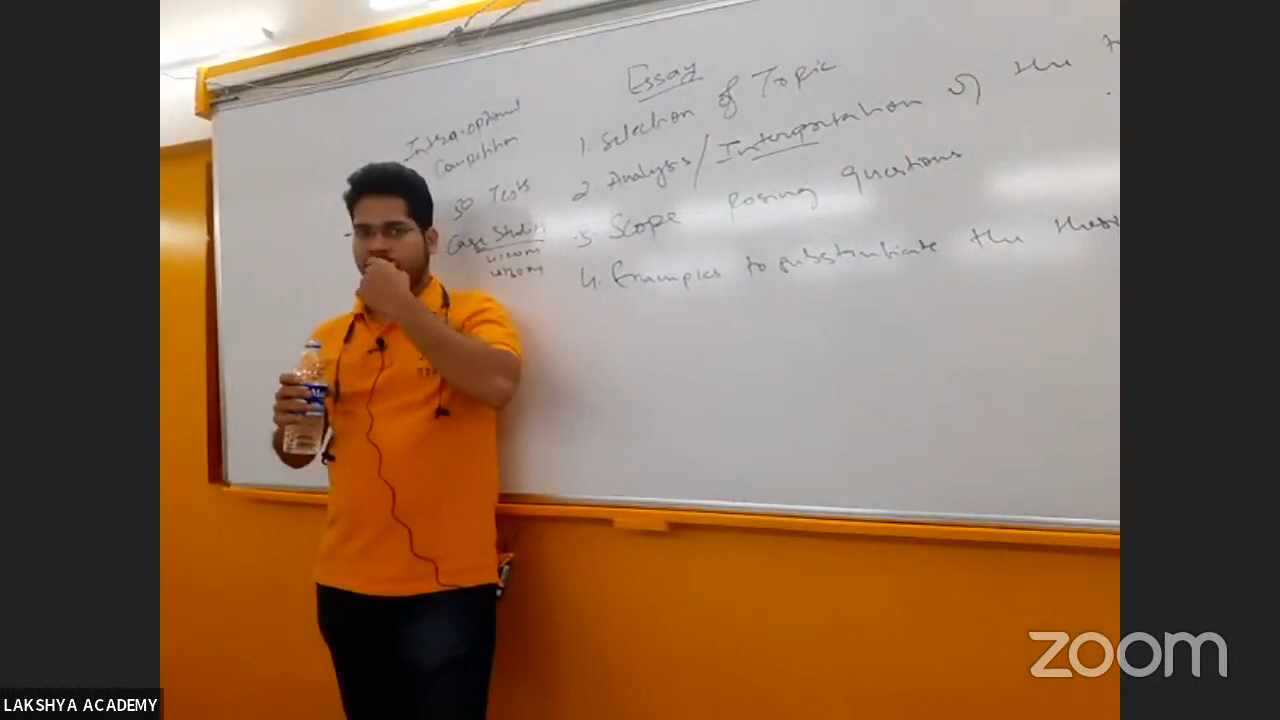 Essay
1. Selection of Topic
2. Analysis/Interpretation of the
3. Scope Posing Questions
4. Examples to substantiate the
Intra-optional
Competition
30 Tests
Case Studies
zoom
LAKSHYA ACADEMY